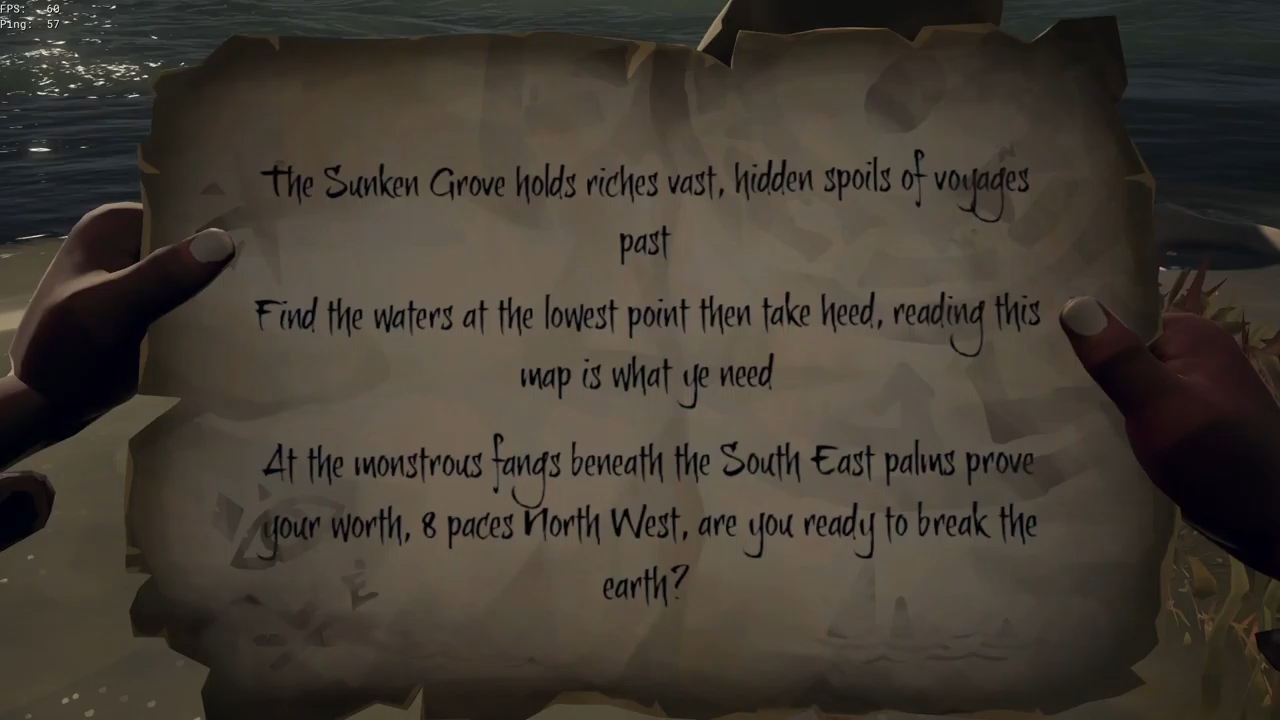 FPS: 60
Ping: 57
The Sunken Grove holds riches vast, hidden spoils of voyages
past
Find the waters at the lowest point then take heed, reading this
map is what ye need
At the monstrous fangs beneath the South East palms prove
your worth, 8 paces North West, are you ready to break the
earth?
E